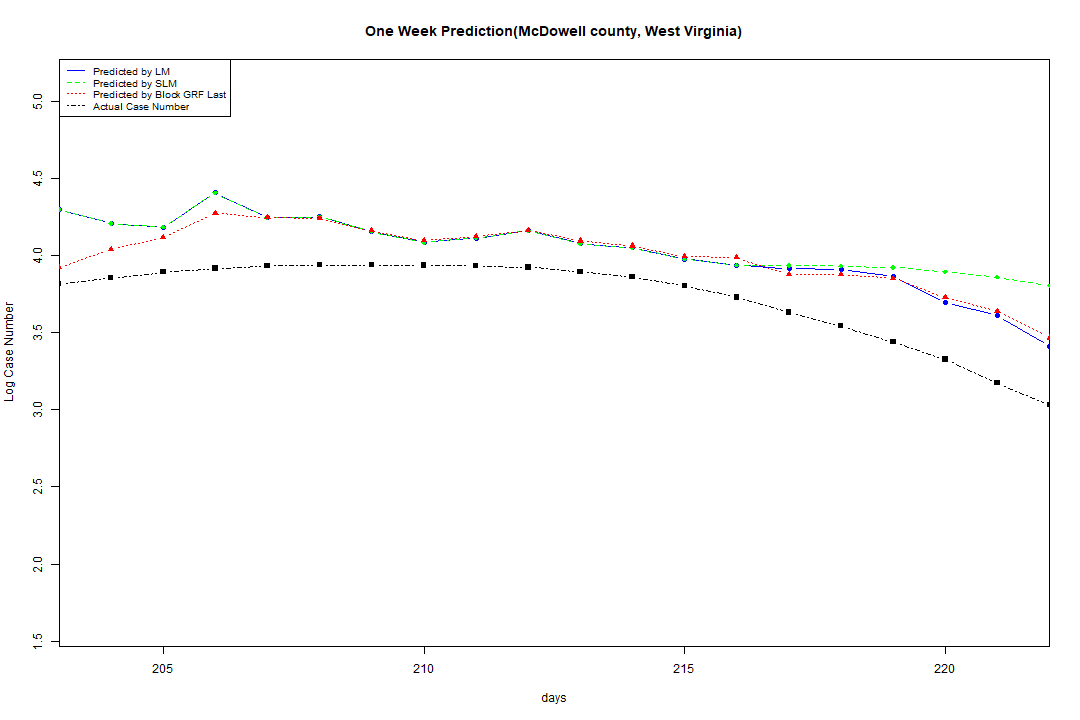 One Week Prediction(McDowell county, West Virginia)
Predicted by LM
Predicted by SLM
Predicted by Block GRF Last
Actual Case Number
5.0
4.5
4.0
3.5
3.0
2.5
2.0
1.5
Log Case Number
205 210 215 220
days